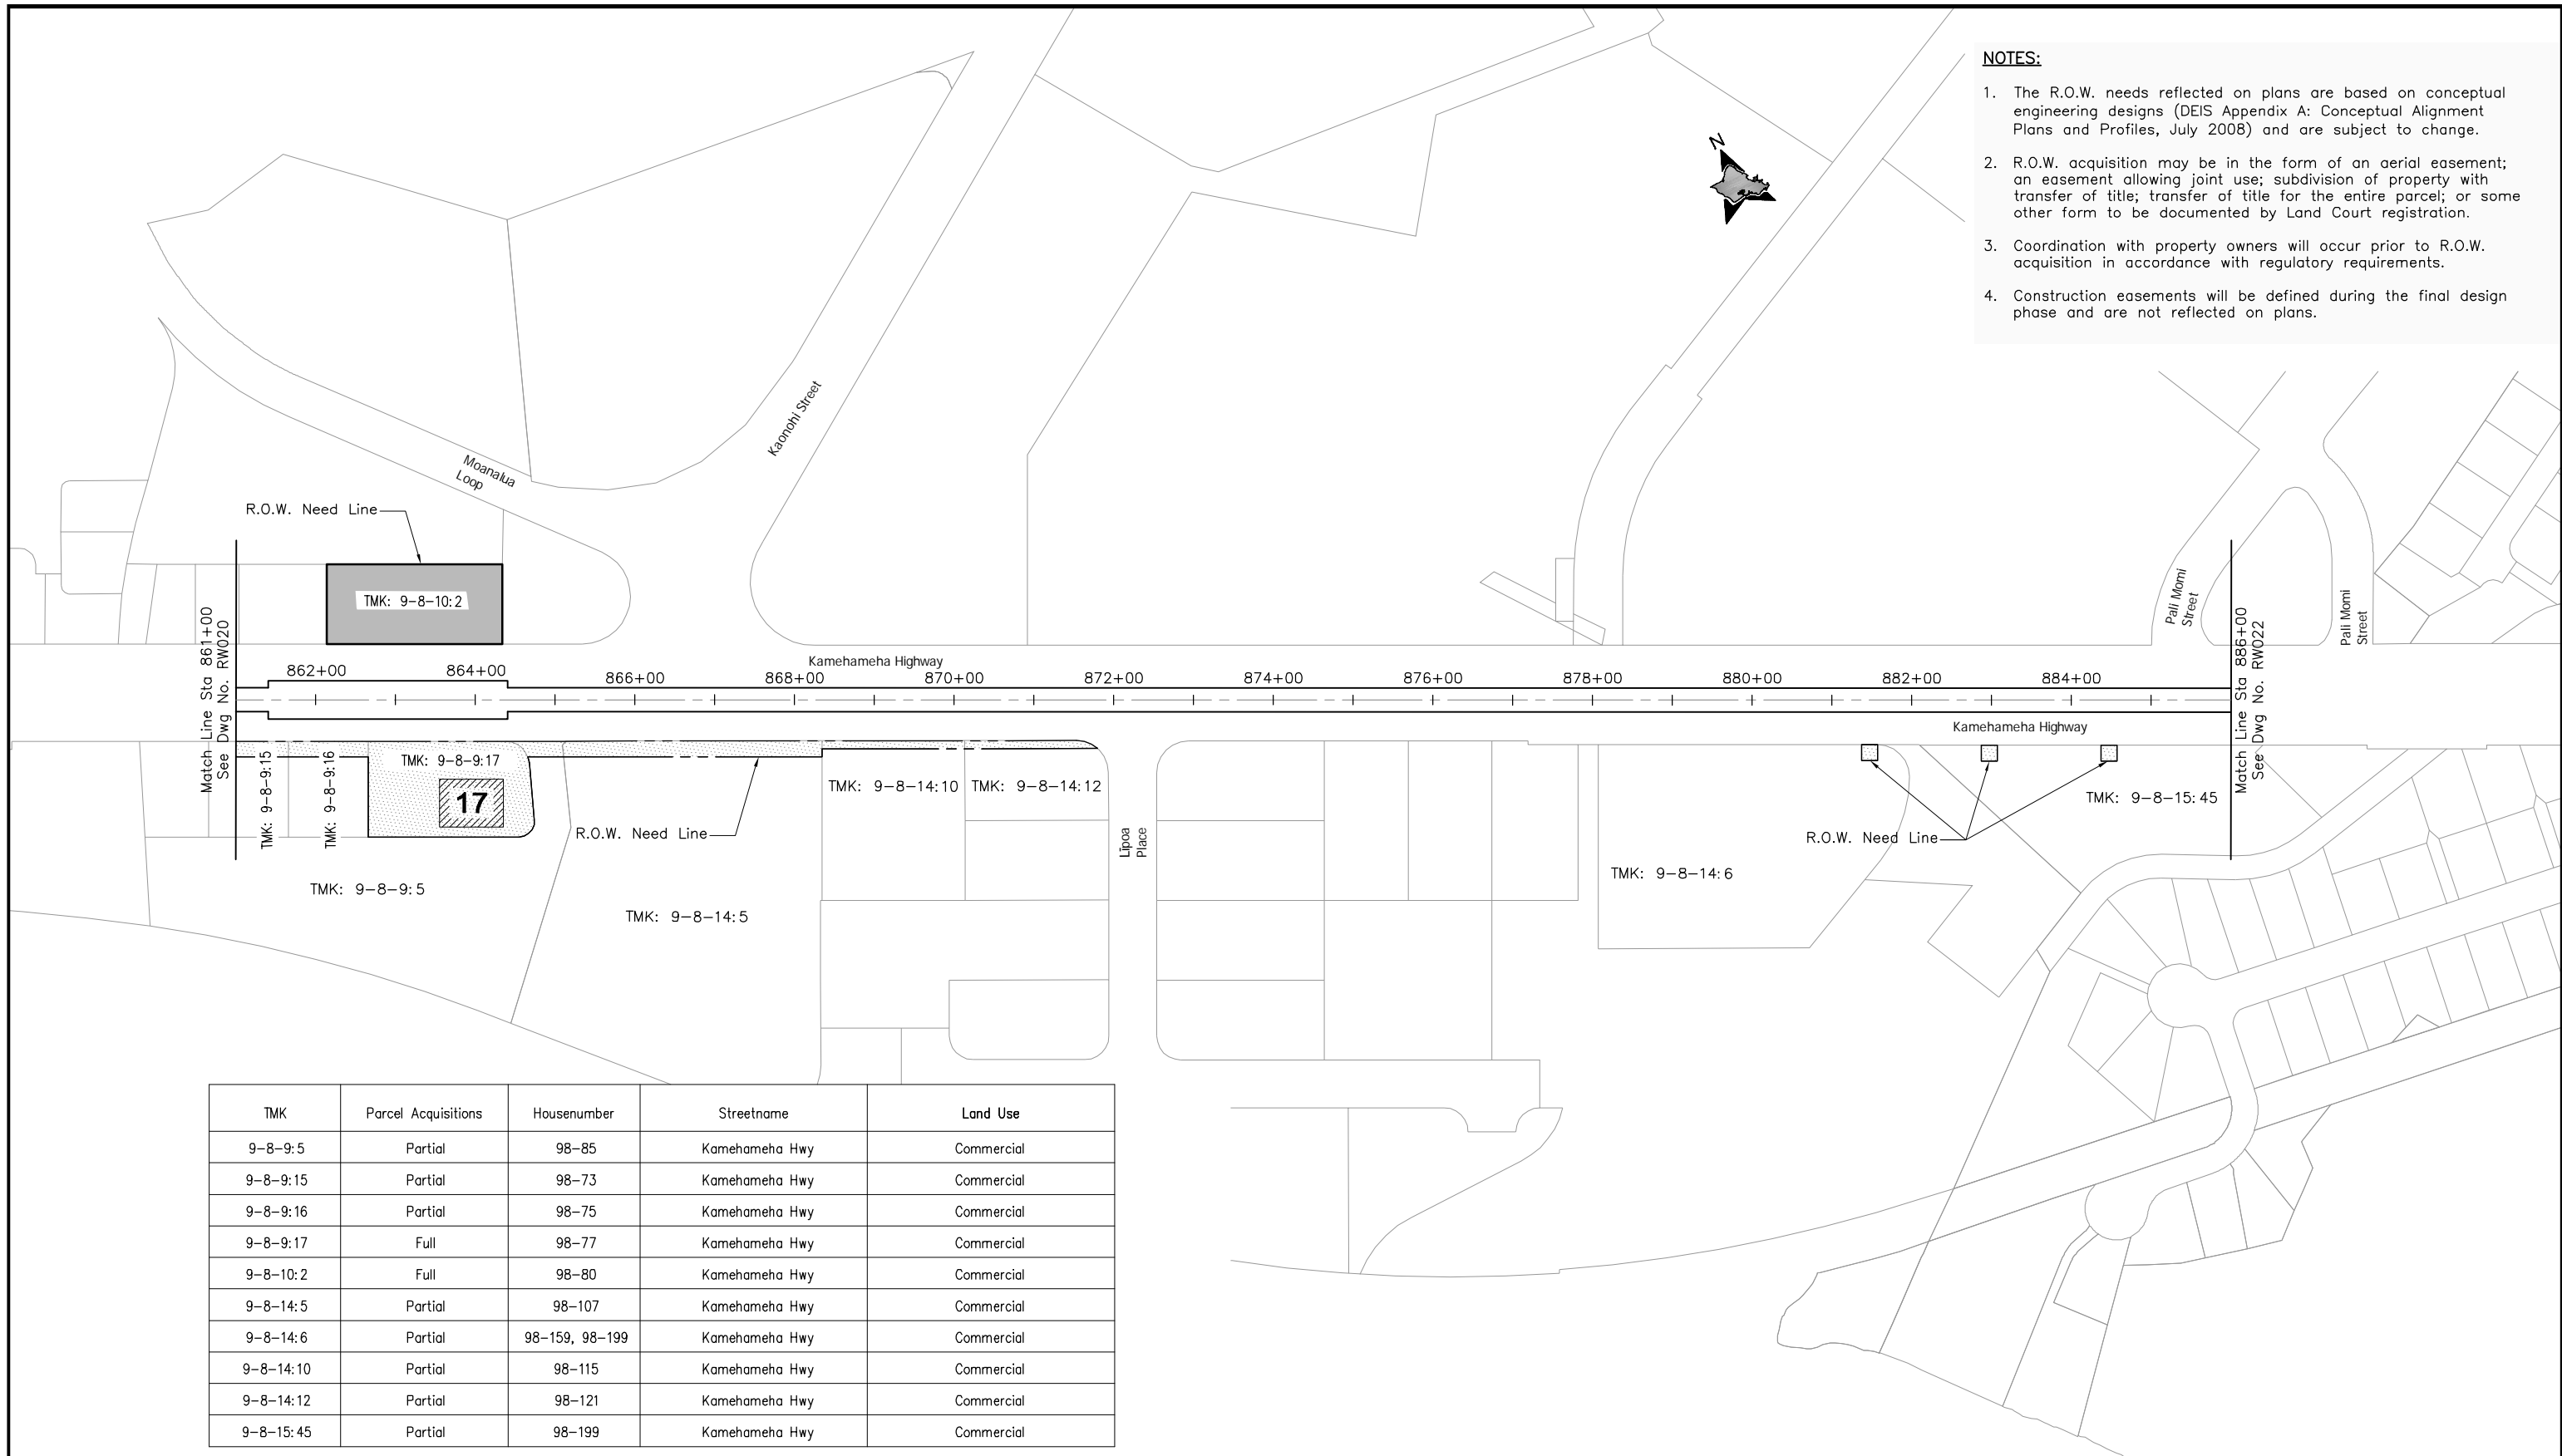 NOTES:
1. The R.O.W. needs reflected on plans are based on conceptual
engineering designs (DEIS Appendix A: Conceptual Alignment
Plans and Profiles, July 2008) and are subject to change.
2. R.O.W. acquisition may be in the form of an aerial easement;
an easement allowing joint use; subdivision of property with
transfer of title; transfer of title for the entire parcel; or some
other form to be documented by Land Court registration.
3. Coordination with property owners will occur prior to R.O.W.
acquisition in accordance with regulatory requirements.
4. Construction easements will be defined during the final design
phase and are not reflected on plans.
N
Kaonohi Street
Moanalua
Loop
R.O.W. Need Line
TMK: 9-8-10:2
Pali Momi
Street
Pali Momi
Street
Match Line Sta 861+00
See Dwg No. RW020
Kamehameha Highway
862+00 864+00 866+00 868+00 870+00 872+00 874+00 876+00 878+00 880+00 882+00 884+00
Match Line Sta 886+00
See Dwg No. RW022
Kamehameha Highway
TMK: 9-8-9:15
TMK: 9-8-9:16
TMK: 9-8-9:17
17
TMK: 9-8-14:10
TMK: 9-8-14:12
R.O.W. Need Line
Lipoa
Place
TMK: 9-8-15:45
R.O.W. Need Line
TMK: 9-8-14:6
TMK: 9-8-9:5
TMK: 9-8-14:5
TMK Parcel Acquisitions Housenumber Streetname Land Use
9-8-9:5 Partial 98-85 Kamehameha Hwy Commercial
9-8-9:15 Partial 98-73 Kamehameha Hwy Commercial
9-8-9:16 Partial 98-75 Kamehameha Hwy Commercial
9-8-9:17 Full 98-77 Kamehameha Hwy Commercial
9-8-10:2 Full 98-80 Kamehameha Hwy Commercial
9-8-14:5 Partial 98-107 Kamehameha Hwy Commercial
9-8-14:6 Partial 98-159, 98-199 Kamehameha Hwy Commercial
9-8-14:10 Partial 98-115 Kamehameha Hwy Commercial
9-8-14:12 Partial 98-121 Kamehameha Hwy Commercial
9-8-15:45 Partial 98-199 Kamehameha Hwy Commercial